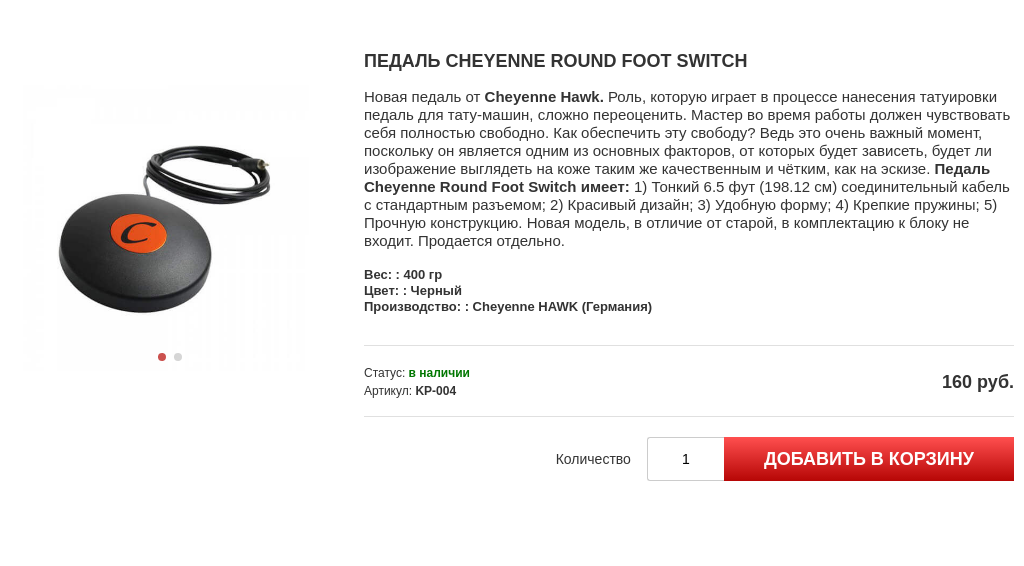 ПЕДАЛЬ CHEYENNE ROUND FOOT SWITCH
Новая педаль от Cheyenne Hawk. Роль, которую играет в процессе нанесения татуировки
педаль для тату-машин, сложно переоценить. Мастер во время работы должен чувствовать
себя полностью свободно. Как обеспечить эту свободу? Ведь это очень важный момент,
поскольку он является одним из основных факторов, от которых будет зависеть, будет ли
изображение выглядеть на коже таким же качественным и чётким, как на эскизе. Педаль
Cheyenne Round Foot Switch имеет: 1) Тонкий 6.5 фут (198.12 см) соединительный кабель
с стандартным разъемом; 2) Красивый дизайн; 3) Удобную форму; 4) Крепкие пружины; 5)
Прочную конструкцию. Новая модель, в отличие от старой, в комплектацию к блоку не
входит. Продается отдельно.
Вес: : 400 гр
Цвет: : Черный
Производство: : Cheyenne HAWK (Германия)
Статус: в наличии
Артикул: KP-004
160 руб.
Количество 1 ДОБАВИТЬ В КОРЗИНУ